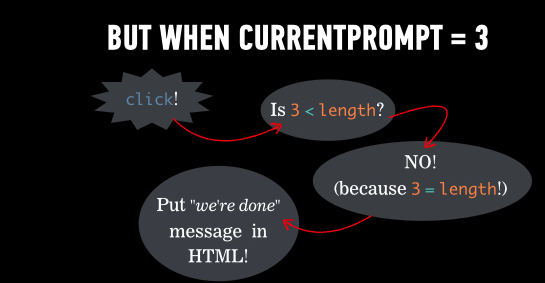 BUT WHEN CURRENTPROMPT = 3
click!
Is 3 < length?
NO!
(because 3 = length!)
Put "we're done"
message in
HTML!